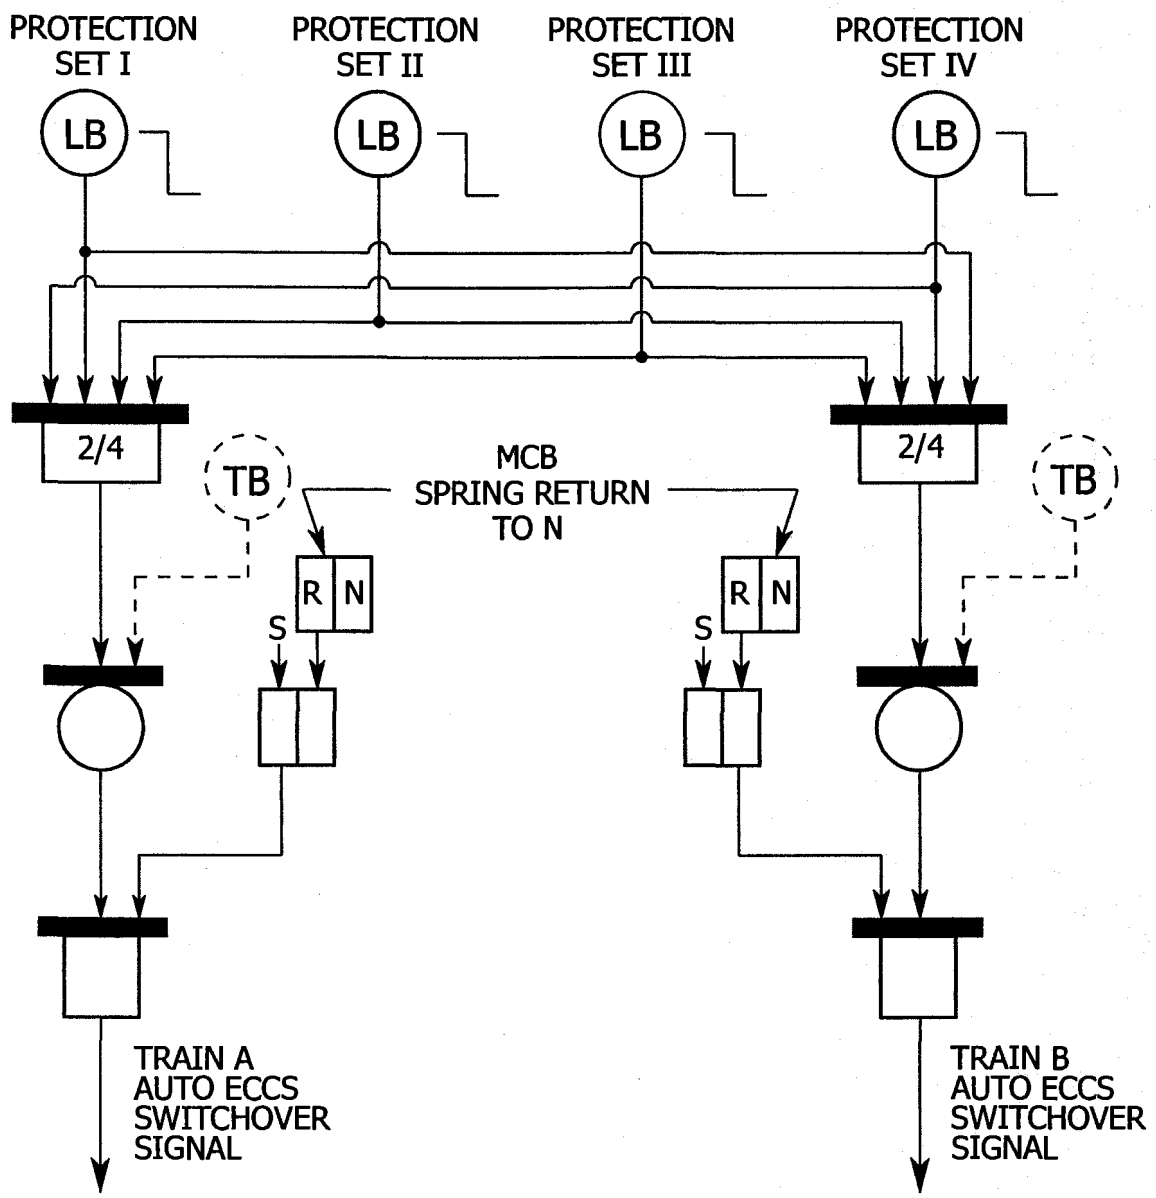 PROTECTION
SET I
PROTECTION
SET II
PROTECTION
SET III
PROTECTION
SET IV
LB
LB
LB
LB
2/4
2/4
TB
TB
MCB
SPRING RETURN
TO N
R N
R N
S
S
TRAIN A
AUTO ECCS
SWITCHOVER
SIGNAL
TRAIN B
AUTO ECCS
SWITCHOVER
SIGNAL